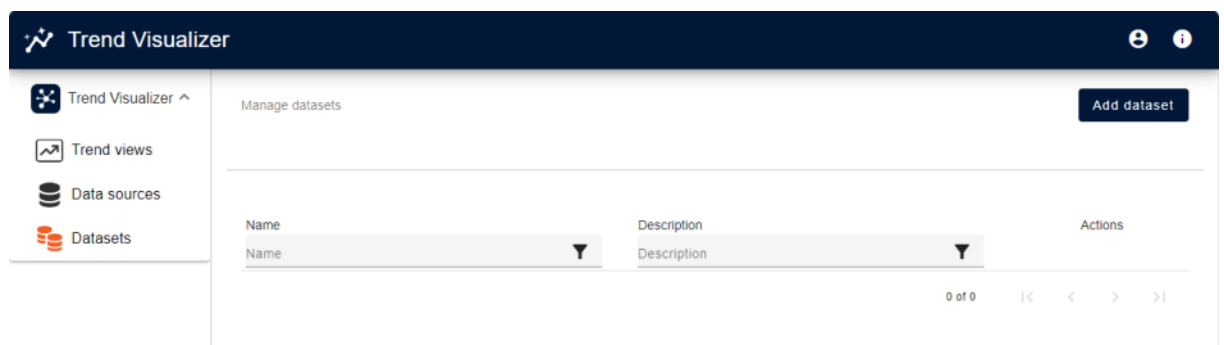 Trend Visualizer
Trend Visualizer
Trend views
Data sources
Datasets
Manage datasets
Add dataset
Name
Description
Actions
Name
Description
0 of 0